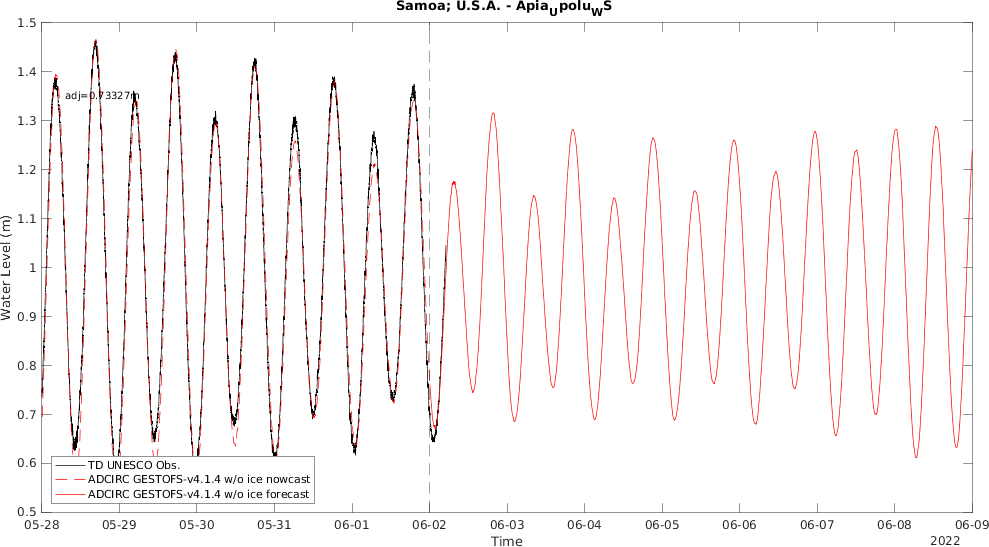 Samoa; U.S.A. - ApiaUpoluWS
1.5
1.4
1.3
1.2
1.1
1
0.9
0.8
0.7
0.6
0.5
Water Level (m)
adj=0.73327m
TD UNESCO Obs.
ADCIRC GESTOFS-v4.1.4 w/o ice nowcast
ADCIRC GESTOFS-v4.1.4 w/o ice forecast
05-28 05-29 05-30 05-31 06-01 06-02 06-03 06-04 06-05 06-06 06-07 06-08 06-09
Time
2022